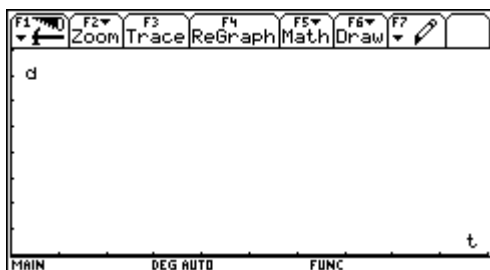 F1 F2 F3 F4 F5 F6 F7
Zoom Trace ReGraph Math Draw
d
t
MAIN DEG AUTO FUNC